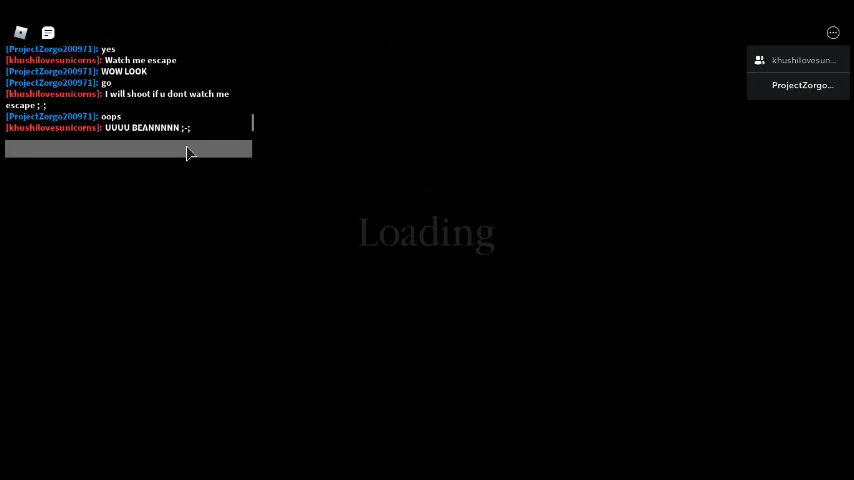 [ProjectZorgo200971]: yes
[khushilovesunicorns]: Watch me escape
[ProjectZorgo200971]: WOW LOOK
[ProjectZorgo200971]: go
[khushilovesunicorns]: I will shoot if u dont watch me
escape ;-;
[ProjectZorgo200971]: oops
[khushilovesunicorns]: UUUU BEANNNNN ;-;
khushilovesun...
ProjectZorgo...
Loading